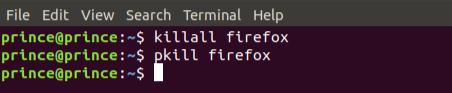 File Edit View Search Terminal Help
prince@prince:~$ killall firefox
prince@prince:~$ pkill firefox
prince@prince:~$